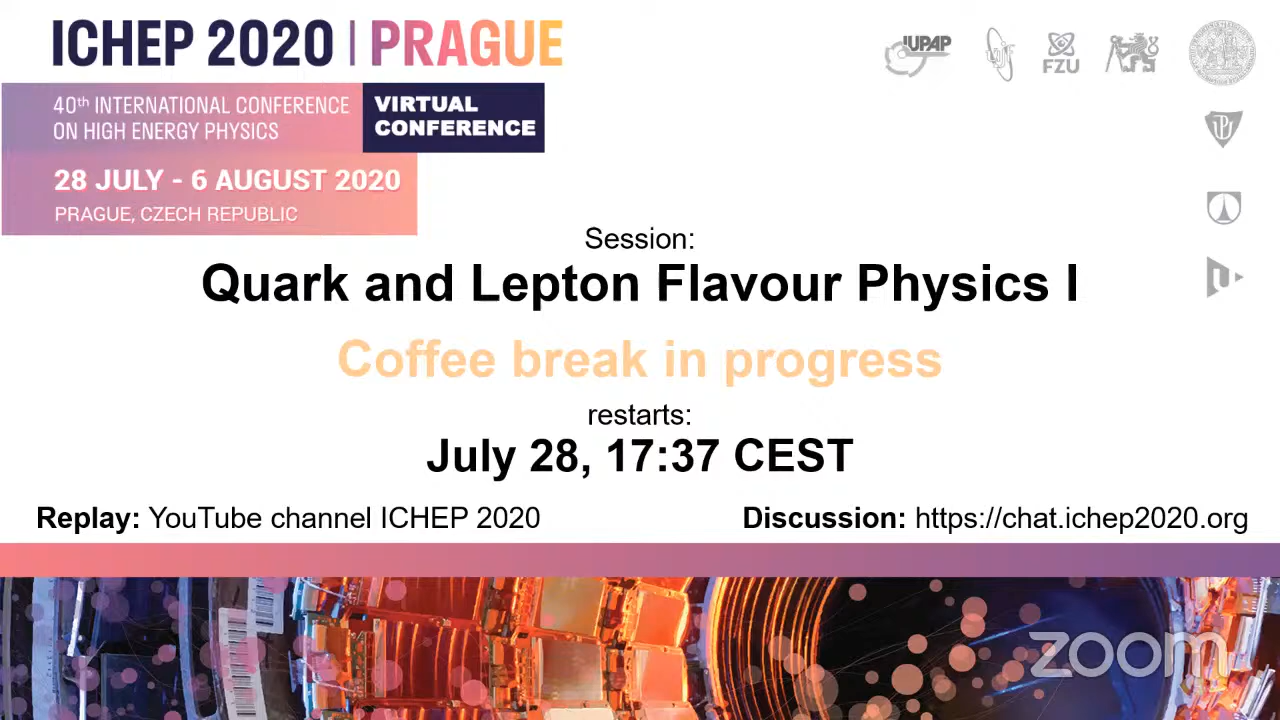 ICHEP 2020 | PRAGUE
IUPAP
FZU
40th INTERNATIONAL CONFERENCE
ON HIGH ENERGY PHYSICS
VIRTUAL
CONFERENCE
28 JULY - 6 AUGUST 2020
PRAGUE, CZECH REPUBLIC
Session:
Quark and Lepton Flavour Physics I
Coffee break in progress
restarts:
July 28, 17:37 CEST
Replay: YouTube channel ICHEP 2020
Discussion: https://chat.ichep2020.org
zoom